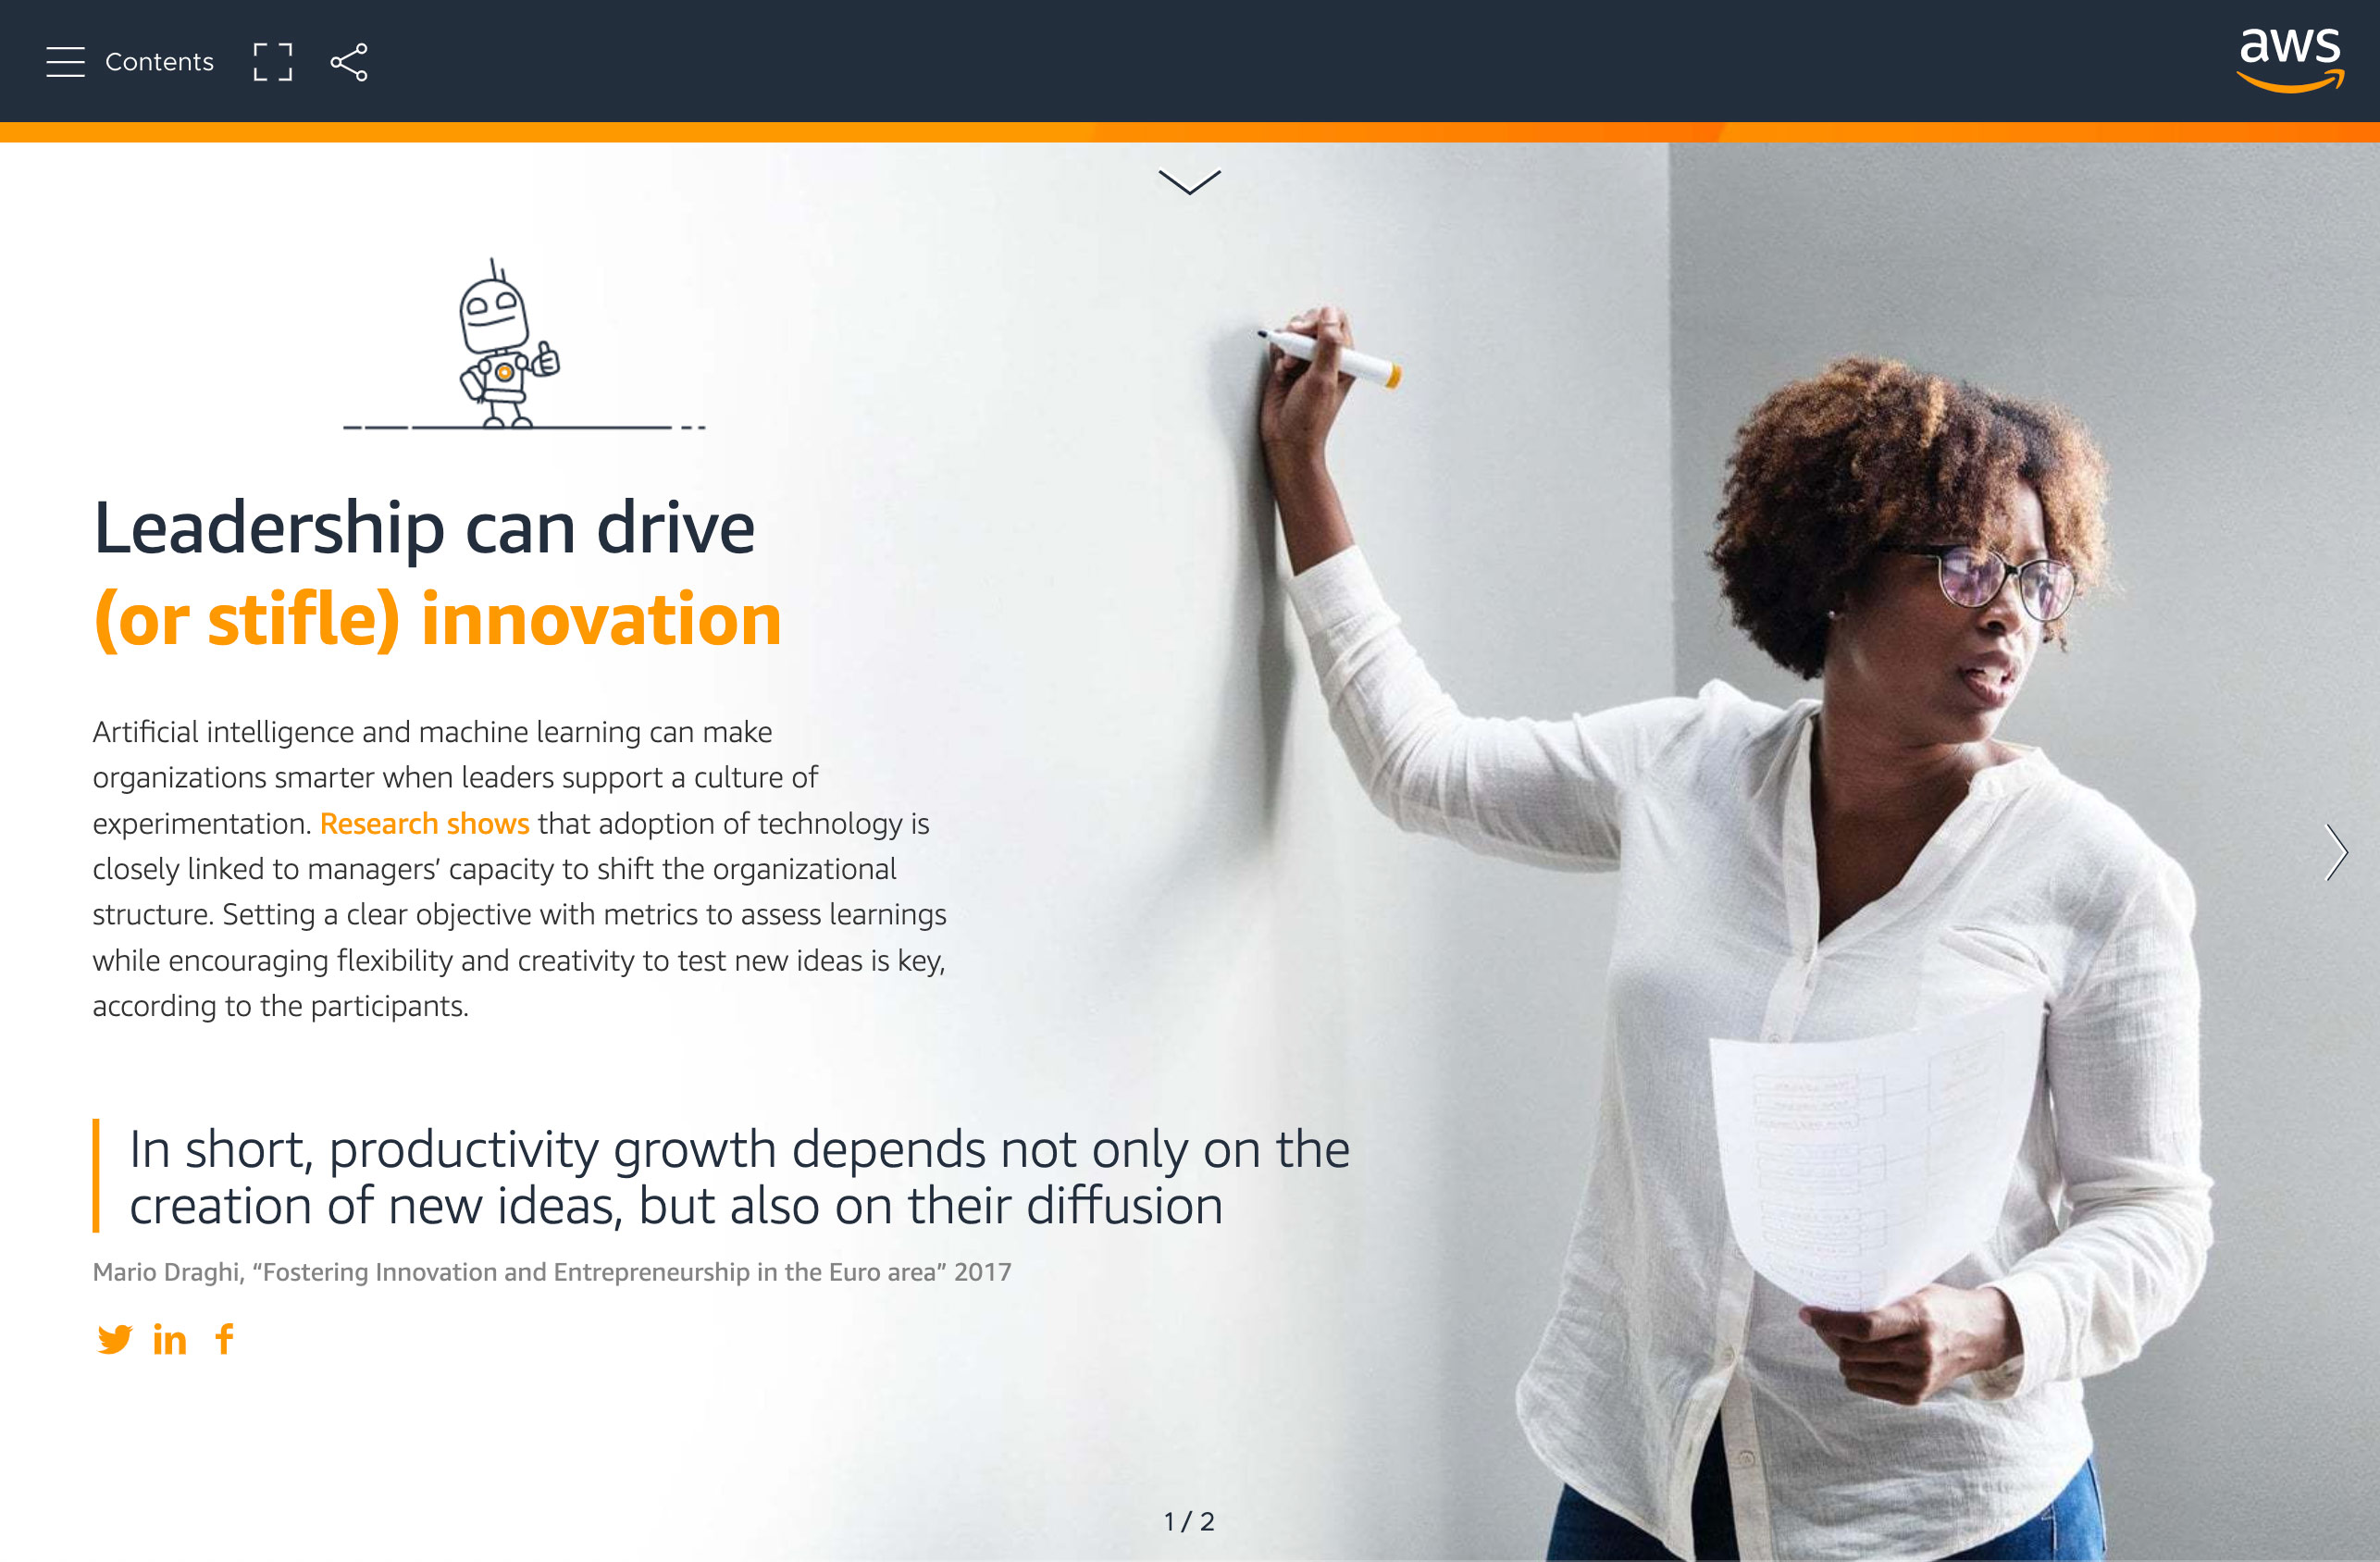 Contents
aws
Leadership can drive
(or stifle) innovation
Artificial intelligence and machine learning can make
organizations smarter when leaders support a culture of
experimentation. Research shows that adoption of technology is
closely linked to managers’ capacity to shift the organizational
structure. Setting a clear objective with metrics to assess learnings
while encouraging flexibility and creativity to test new ideas is key,
according to the participants.
In short, productivity growth depends not only on the
creation of new ideas, but also on their diffusion
Mario Draghi, “Fostering Innovation and Entrepreneurship in the Euro area” 2017
in f
1 / 2